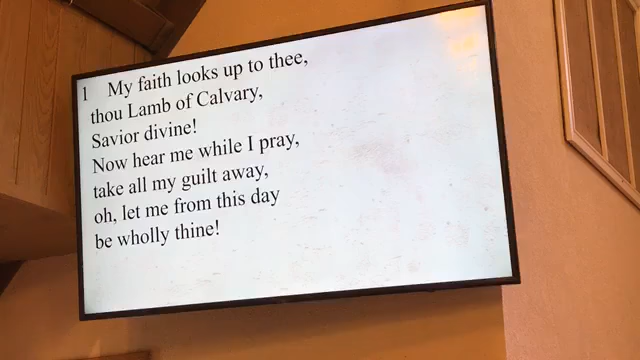 1 My faith looks up to thee,
thou Lamb of Calvary,
Savior divine!
Now hear me while I pray,
take all my guilt away,
oh, let me from this day
be wholly thine!